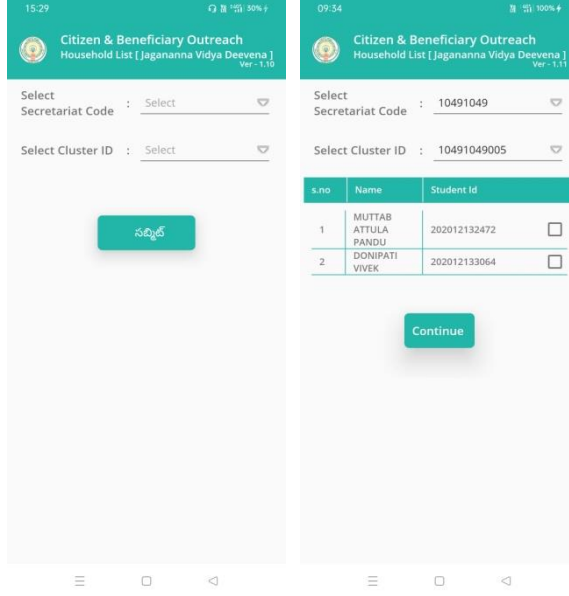 15:29
30%
Citizen & Beneficiary Outreach
Household List [ Jagananna Vidya Deevena ]
Ver - 1.10
Select
Secretariat Code : Select
Select Cluster ID : Select
సబ్మిట్
09:34
100%
Citizen & Beneficiary Outreach
Household List [ Jagananna Vidya Deevena ]
Ver - 1.11
Select
Secretariat Code : 10491049
Select Cluster ID : 10491049005
s.no Name Student Id
1 MUTTAB ATTULA PANDU 202012132472
2 DONIPATI VIVEK 202012133064
Continue